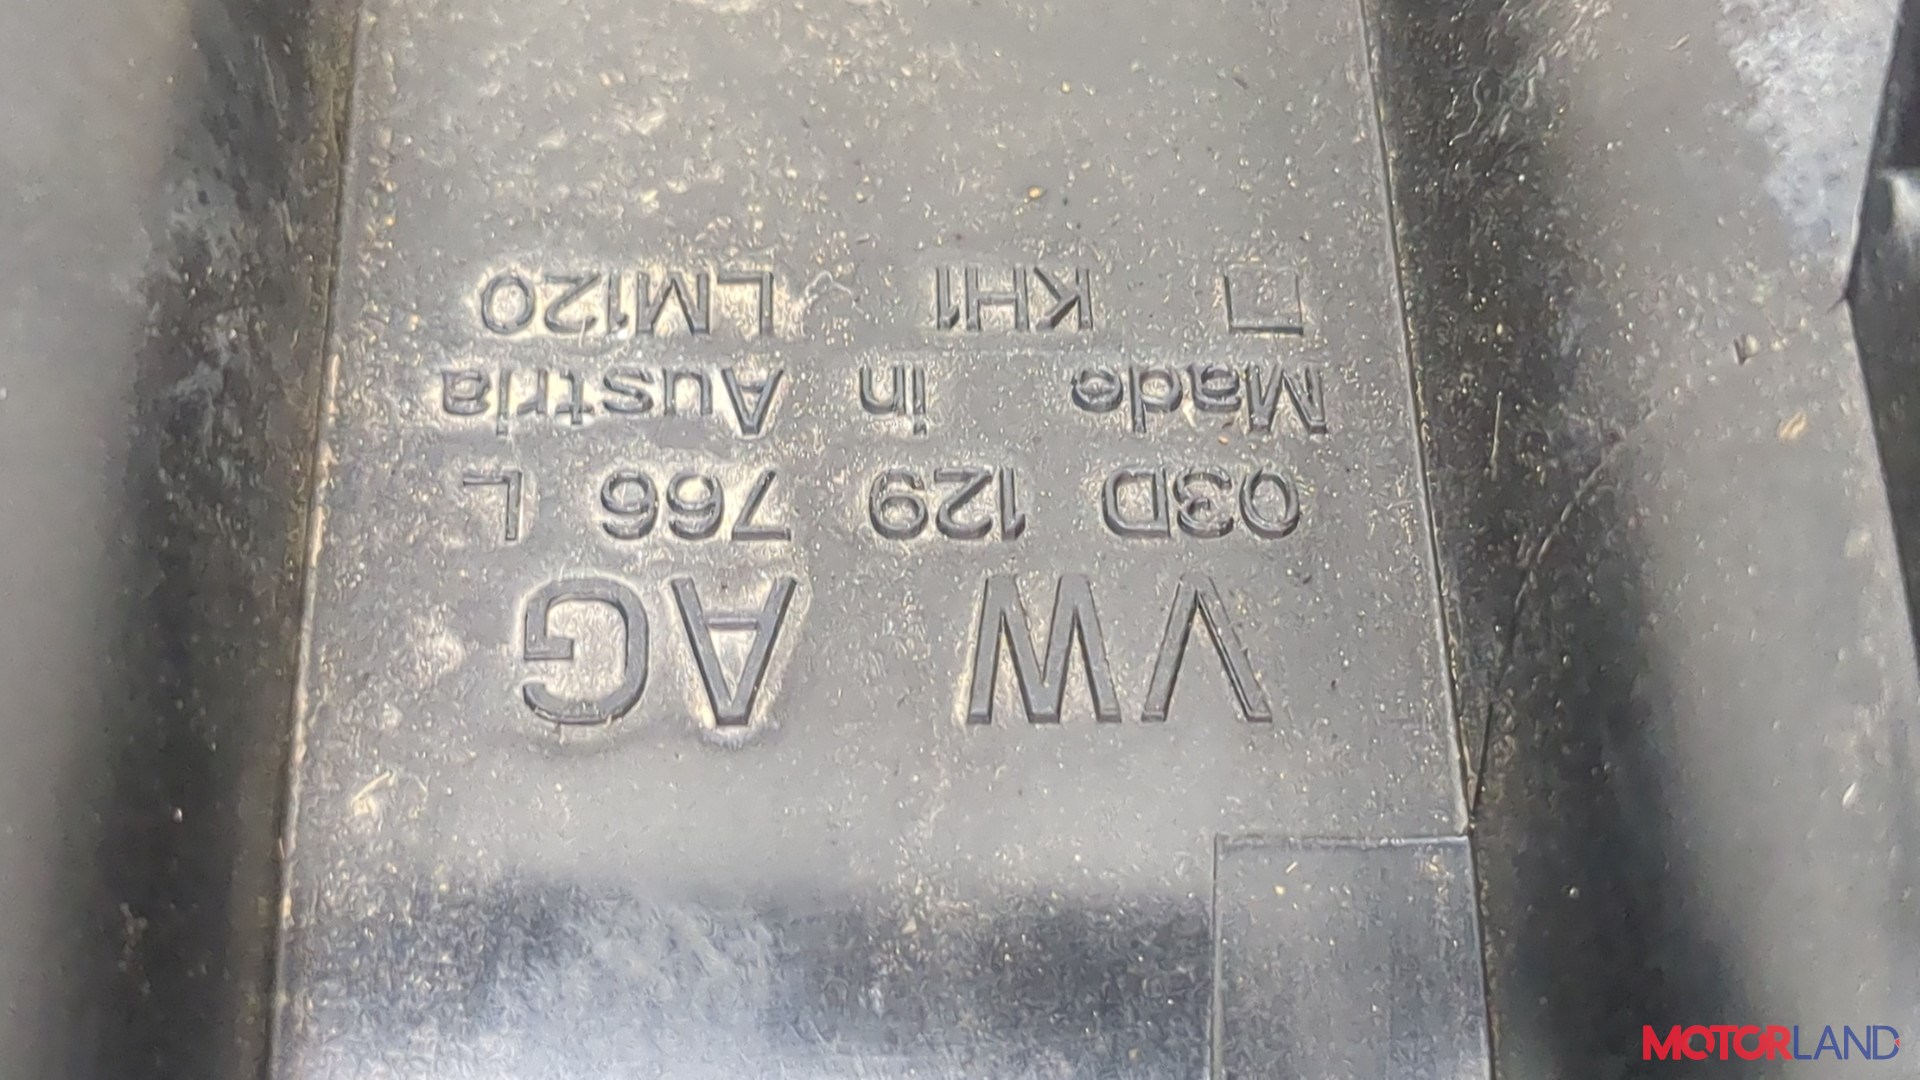 VW AG
03D 129 766 L
Made in Austria
□ KH1 LM120
MOTORLAND